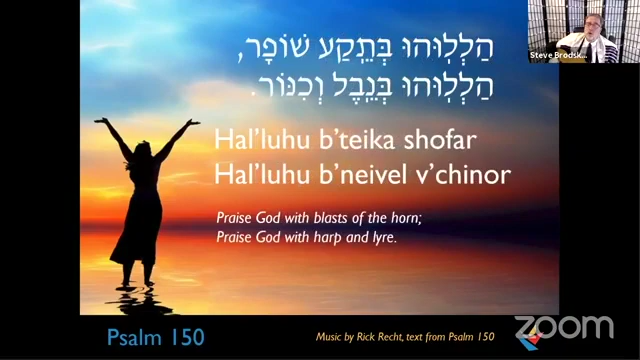 הַלְלוּהוּ בְּתֵקַע שׁוֹפָר,
הַלְלוּהוּ בְּנֵבֶל וְכִנּוֹר.
Hal'luhu b'teika shofar
Hal'luhu b'neivel v'chinor
Praise God with blasts of the horn;
Praise God with harp and lyre.
Psalm 150
Music by Rick Recht, text from Psalm 150
Steve Brodsk...
zoom